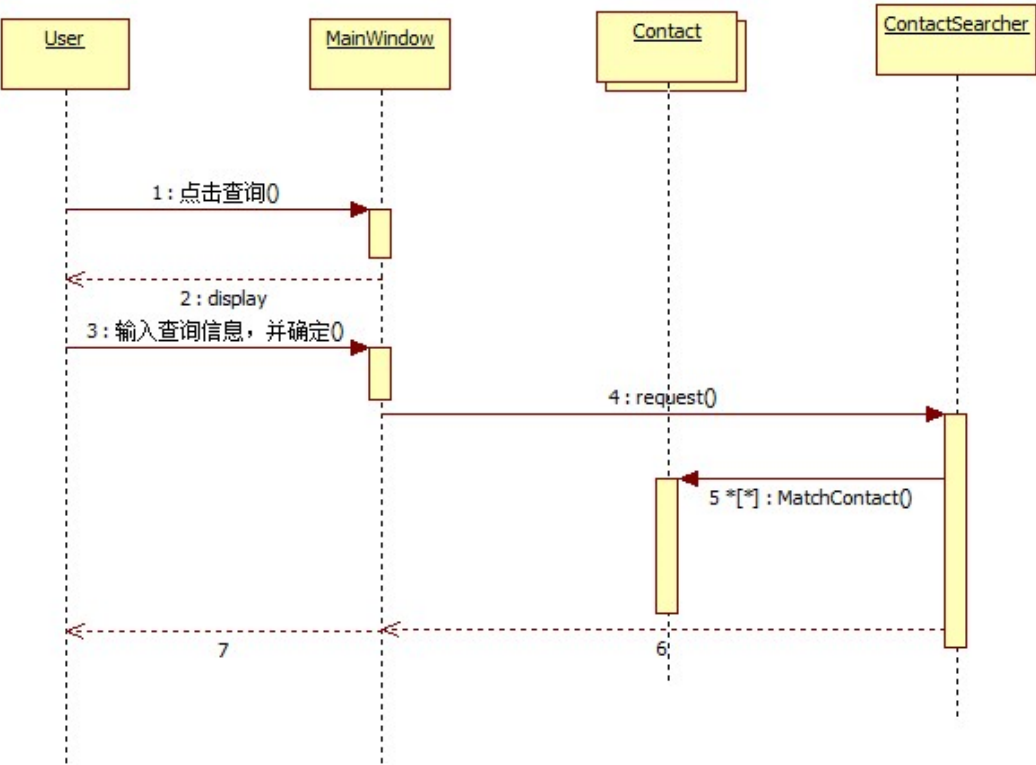 User
MainWindow
Contact
ContactSearcher
1 : 点击查询()
2 : display
3 : 输入查询信息，并确定()
4 : request()
5 *[*] : MatchContact()
6
7